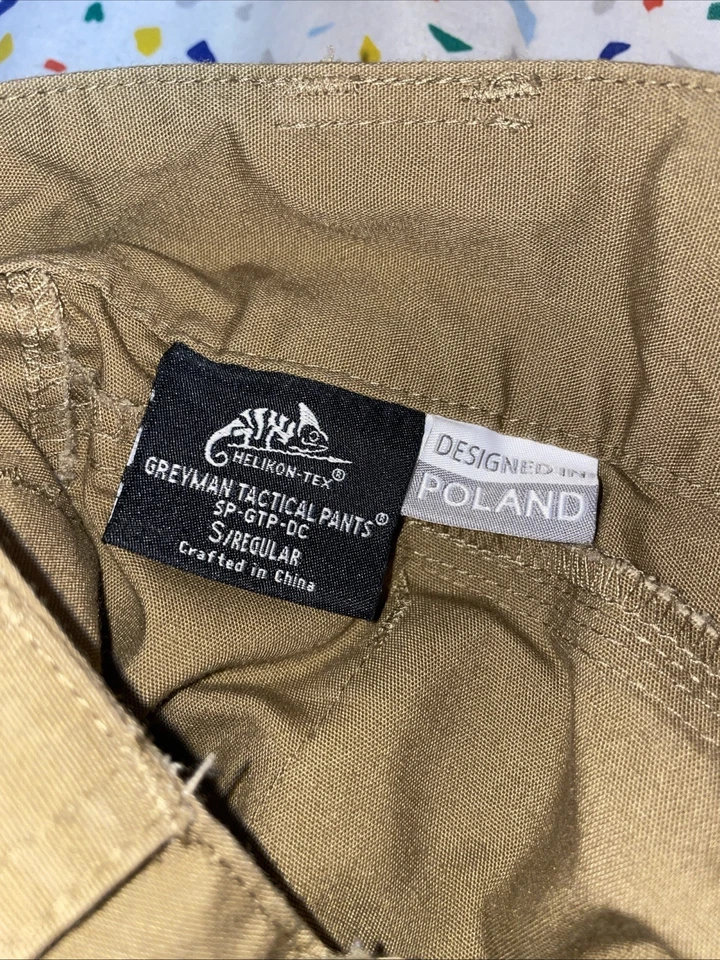 HELIKON-TEX®
GREYMAN TACTICAL PANTS®
SP-GTP-DC
S/REGULAR
Crafted in China
DESIGNED IN
POLAND